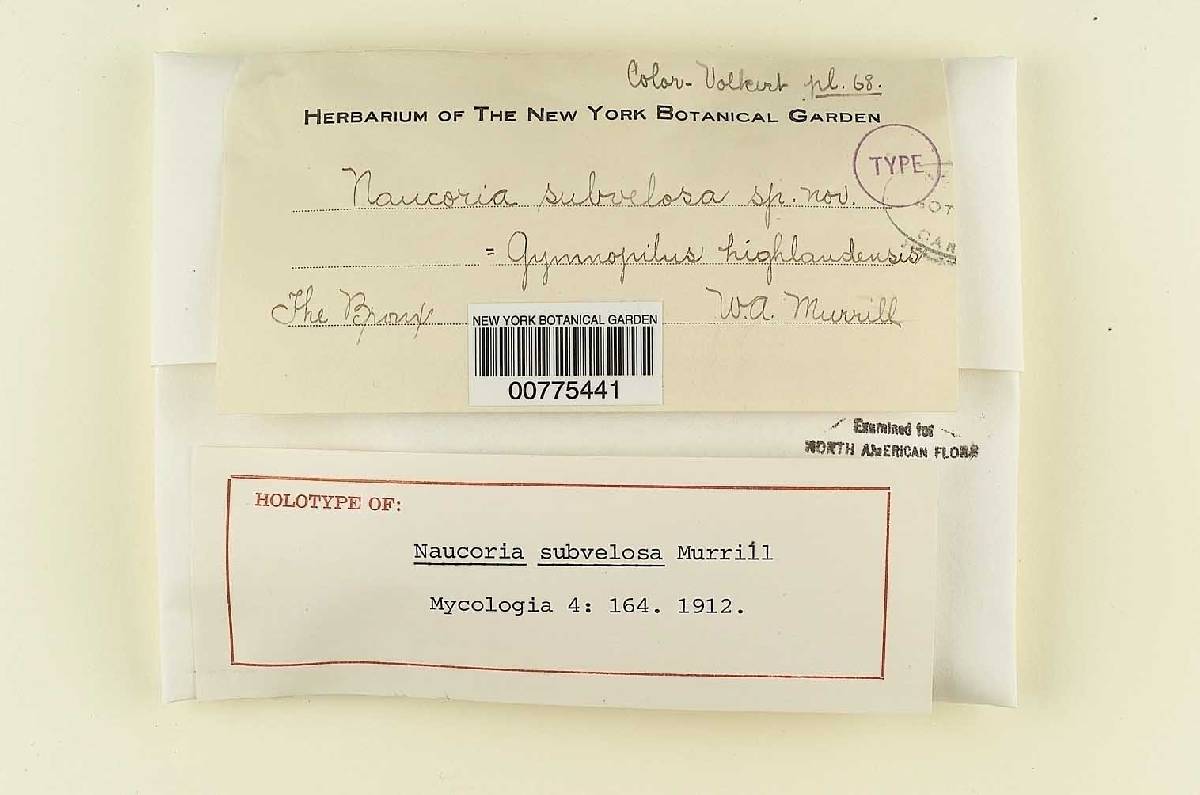 Color - Volkert pl. 68.
HERBARIUM OF THE NEW YORK BOTANICAL GARDEN
TYPE
Naucoria subvelosa sp. nov.
BOT
GAR
= Gymnopilus highlandensis
The Bronx W.A. Murrill
NEW YORK BOTANICAL GARDEN
00775441
Examined for
NORTH AMERICAN FLORA
HOLOTYPE OF:
Naucoria subvelosa Murrill
Mycologia 4: 164. 1912.